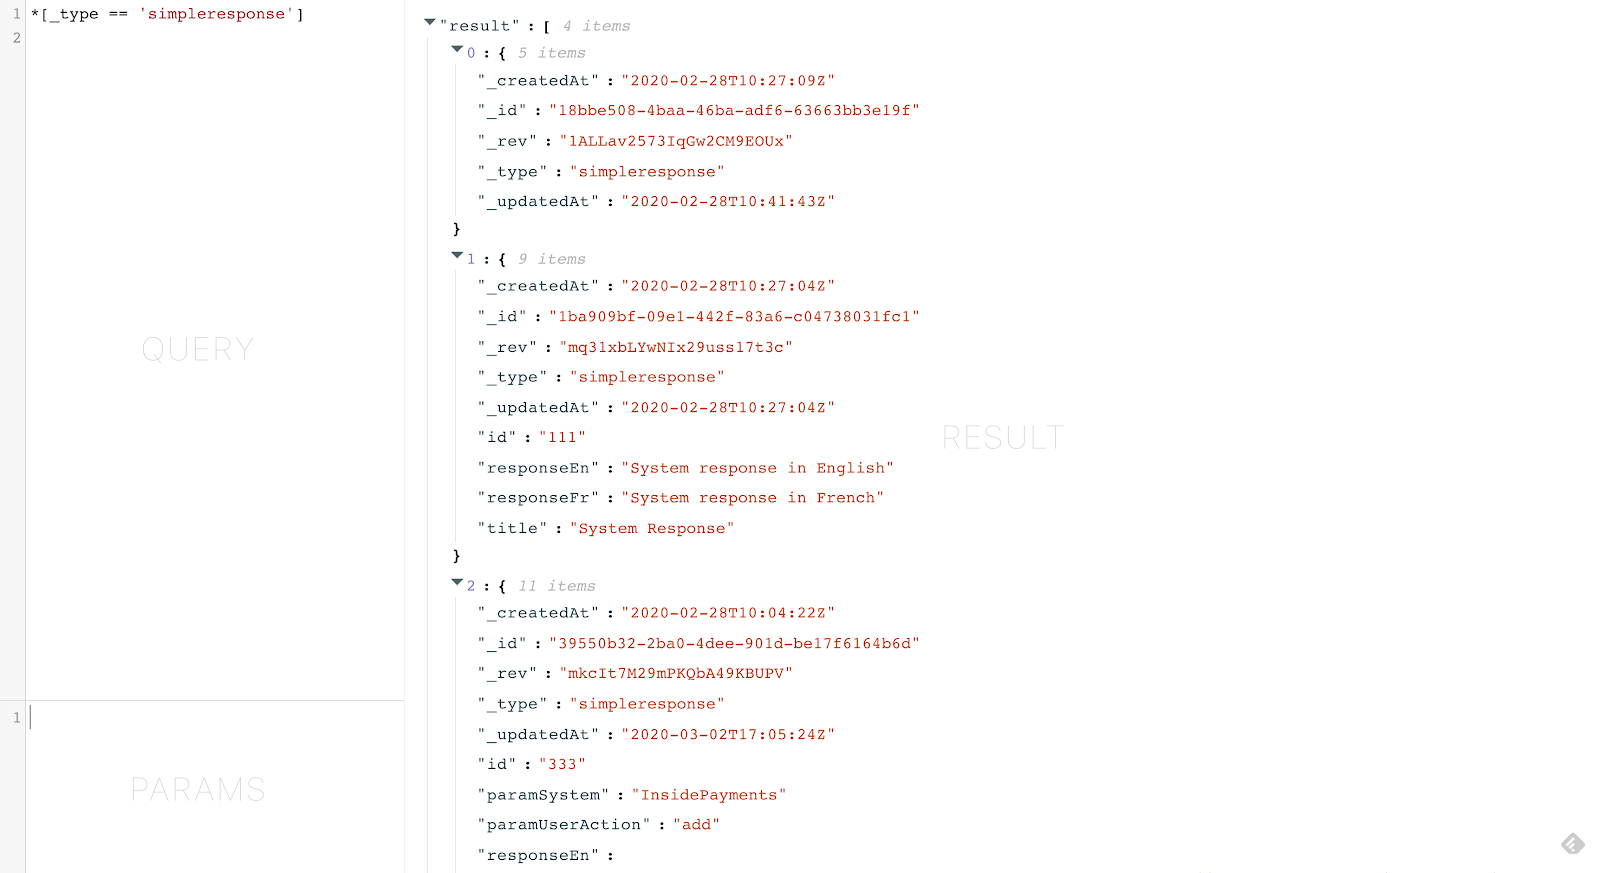 1 *[_type == 'simpleresponse']
2
QUERY
1
PARAMS
"result" : [ 4 items
0 : { 5 items
"_createdAt" : "2020-02-28T10:27:09Z"
"_id" : "18bbe508-4baa-46ba-adf6-63663bb3e19f"
"_rev" : "1ALLav2573IqGw2CM9EOUx"
"_type" : "simpleresponse"
"_updatedAt" : "2020-02-28T10:41:43Z"
}
1 : { 9 items
"_createdAt" : "2020-02-28T10:27:04Z"
"_id" : "1ba909bf-09e1-442f-83a6-c04738031fc1"
"_rev" : "mq31xbLYwNIx29uss17t3c"
"_type" : "simpleresponse"
"_updatedAt" : "2020-02-28T10:27:04Z"
"id" : "111"
"responseEn" : "System response in English"
"responseFr" : "System response in French"
"title" : "System Response"
}
2 : { 11 items
"_createdAt" : "2020-02-28T10:04:22Z"
"_id" : "39550b32-2ba0-4dee-901d-be17f6164b6d"
"_rev" : "mkcIt7M29mPKQbA49KBUPV"
"_type" : "simpleresponse"
"_updatedAt" : "2020-03-02T17:05:24Z"
"id" : "333"
"paramSystem" : "InsidePayments"
"paramUserAction" : "add"
"responseEn" :
RESULT